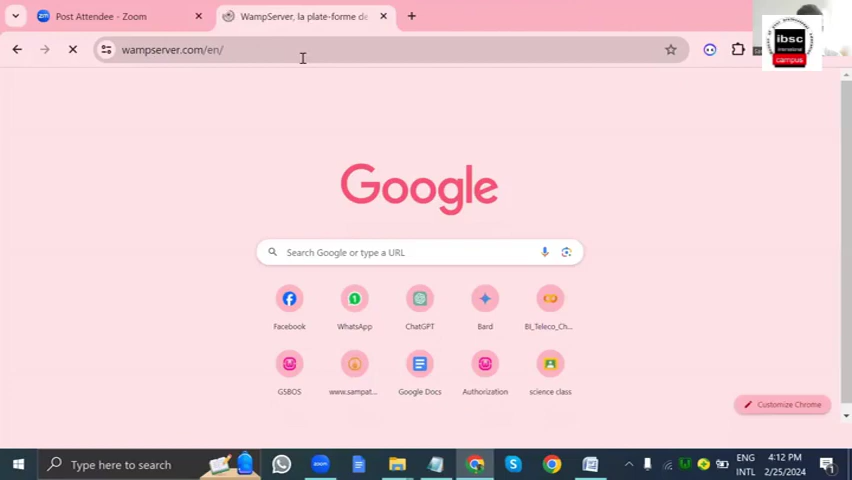 Post Attendee - Zoom
WampServer, la plate-forme de
wampserver.com/en/
ibsc
international
campus
Google
Search Google or type a URL
Facebook
WhatsApp
ChatGPT
Bard
BI_Teleco_Ch...
GSBOS
www.sampat...
Google Docs
Authorization
science class
Customize Chrome
Type here to search
ENG
INTL
4:12 PM
2/25/2024